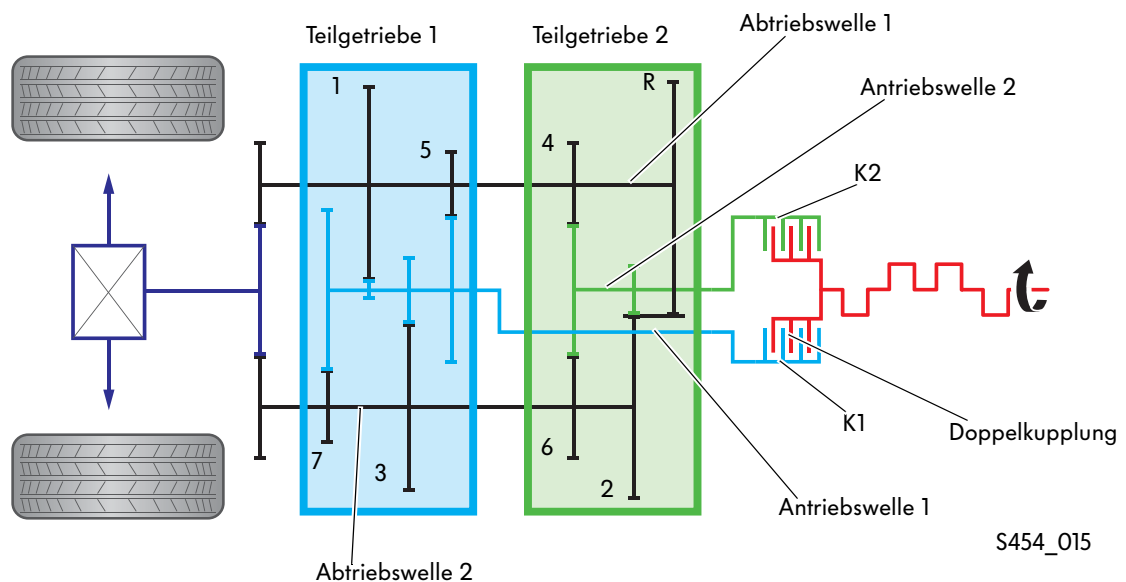 Abtriebswelle 1
Teilgetriebe 1
Teilgetriebe 2
Antriebswelle 2
1
R
4
5
K2
K1
Doppelkupplung
6
7
3
2
Antriebswelle 1
S454_015
Abtriebswelle 2